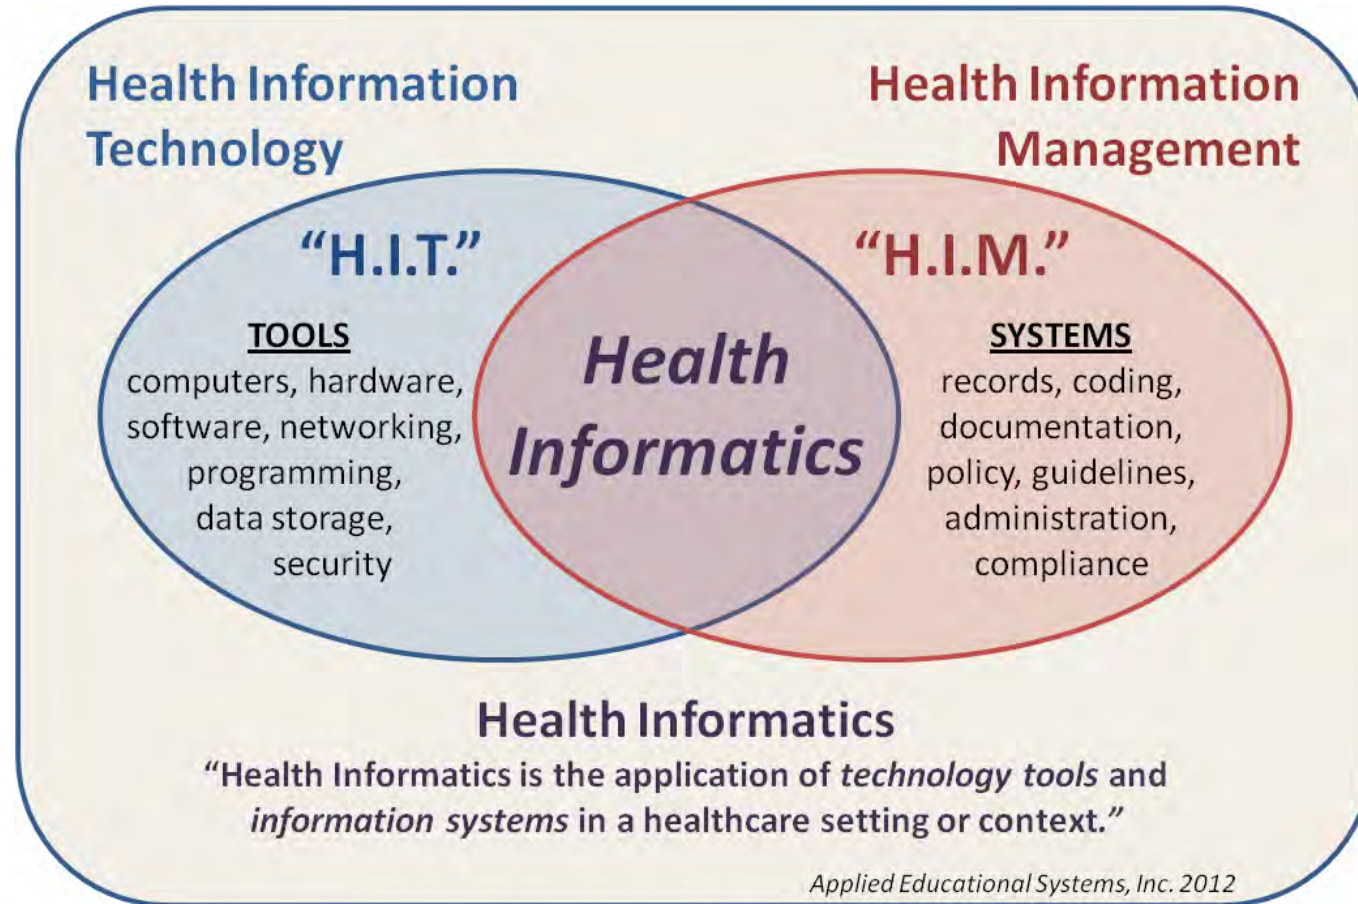 Health Information
Technology
Health Information
Management
“H.I.T.”
TOOLS
computers, hardware,
software, networking,
programming,
data storage,
security
Health
Informatics
“H.I.M.”
SYSTEMS
records, coding,
documentation,
policy, guidelines,
administration,
compliance
Health Informatics
“Health Informatics is the application of technology tools and
information systems in a healthcare setting or context.”
Applied Educational Systems, Inc. 2012